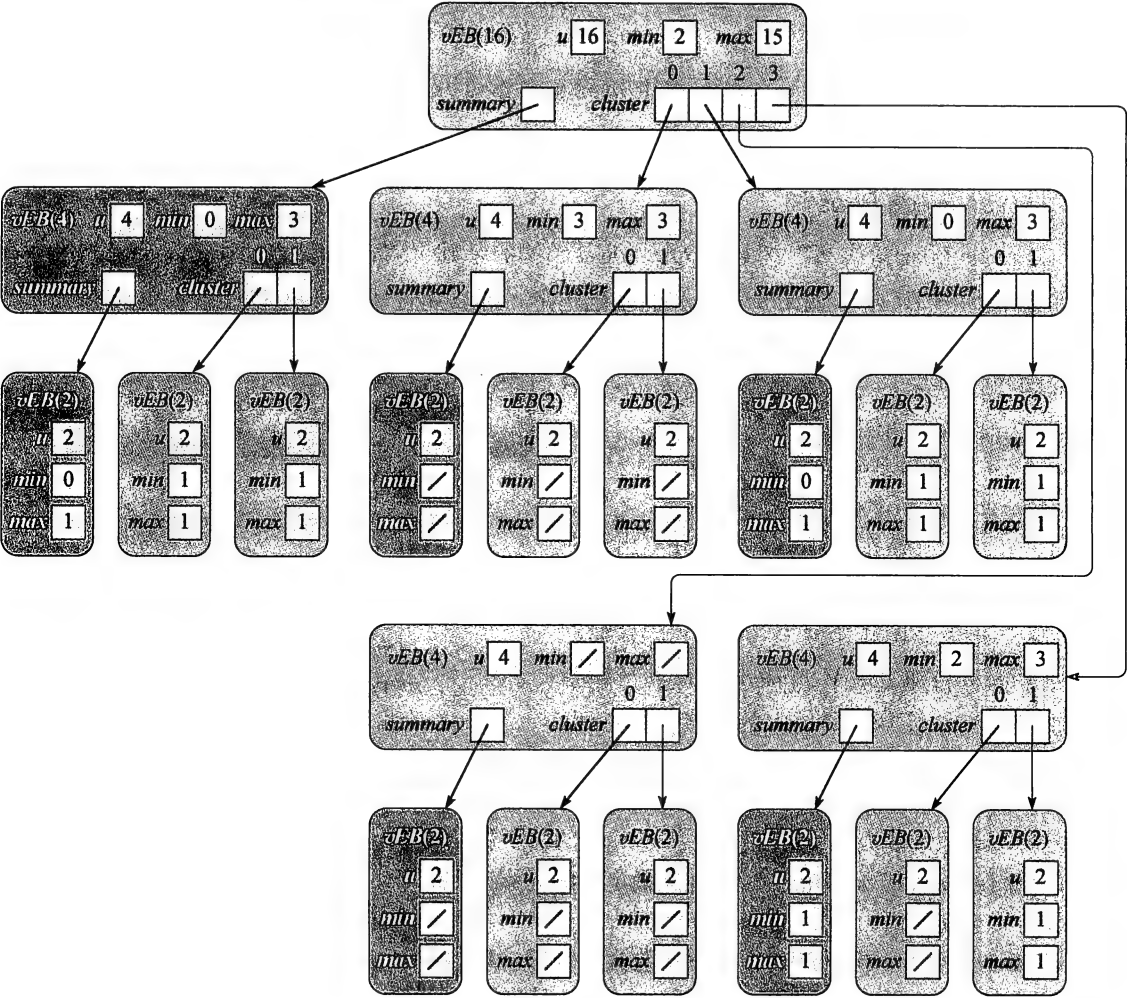 vEB(16) u 16 min 2 max 15
0 1 2 3
summary cluster
vEB(4) u 4 min 0 max 3
0 1
summary cluster
vEB(4) u 4 min 3 max 3
0 1
summary cluster
vEB(4) u 4 min 0 max 3
0 1
summary cluster
vEB(2)
u 2
min 0
max 1
vEB(2)
u 2
min 1
max 1
vEB(2)
u 2
min 1
max 1
vEB(2)
u 2
min /
max /
vEB(2)
u 2
min /
max /
vEB(2)
u 2
min /
max /
vEB(2)
u 2
min 0
max 1
vEB(2)
u 2
min 1
max 1
vEB(2)
u 2
min 1
max 1
vEB(4) u 4 min / max /
0 1
summary cluster
vEB(4) u 4 min 2 max 3
0 1
summary cluster
vEB(2)
u 2
min /
max /
vEB(2)
u 2
min /
max /
vEB(2)
u 2
min /
max /
vEB(2)
u 2
min 1
max 1
vEB(2)
u 2
min /
max /
vEB(2)
u 2
min 1
max 1